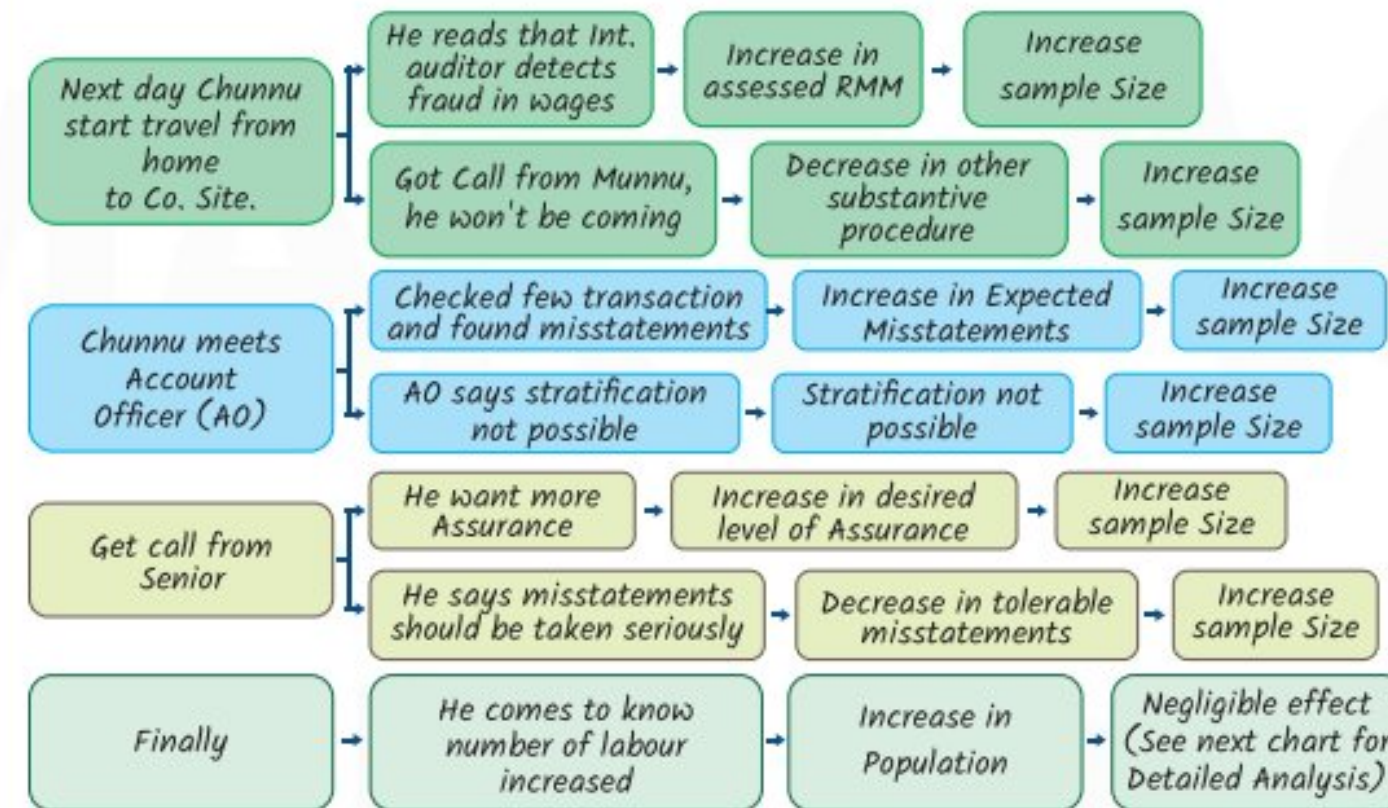 Next day Chunnu
start travel from
home
to Co. Site.
He reads that Int.
auditor detects
fraud in wages
Increase in
assessed RMM
Increase
sample Size
Got Call from Munnu,
he won't be coming
Decrease in other
substantive
procedure
Increase
sample Size
Chunnu meets
Account
Officer (AO)
Checked few transaction
and found misstatements
Increase in Expected
Misstatements
Increase
sample Size
AO says stratification
not possible
Stratification not
possible
Increase
sample Size
Get call from
Senior
He want more
Assurance
Increase in desired
level of Assurance
Increase
sample Size
He says misstatements
should be taken seriously
Decrease in tolerable
misstatements
Increase
sample Size
Finally
He comes to know
number of labour
increased
Increase in
Population
Negligible effect
(See next chart for
Detailed Analysis)